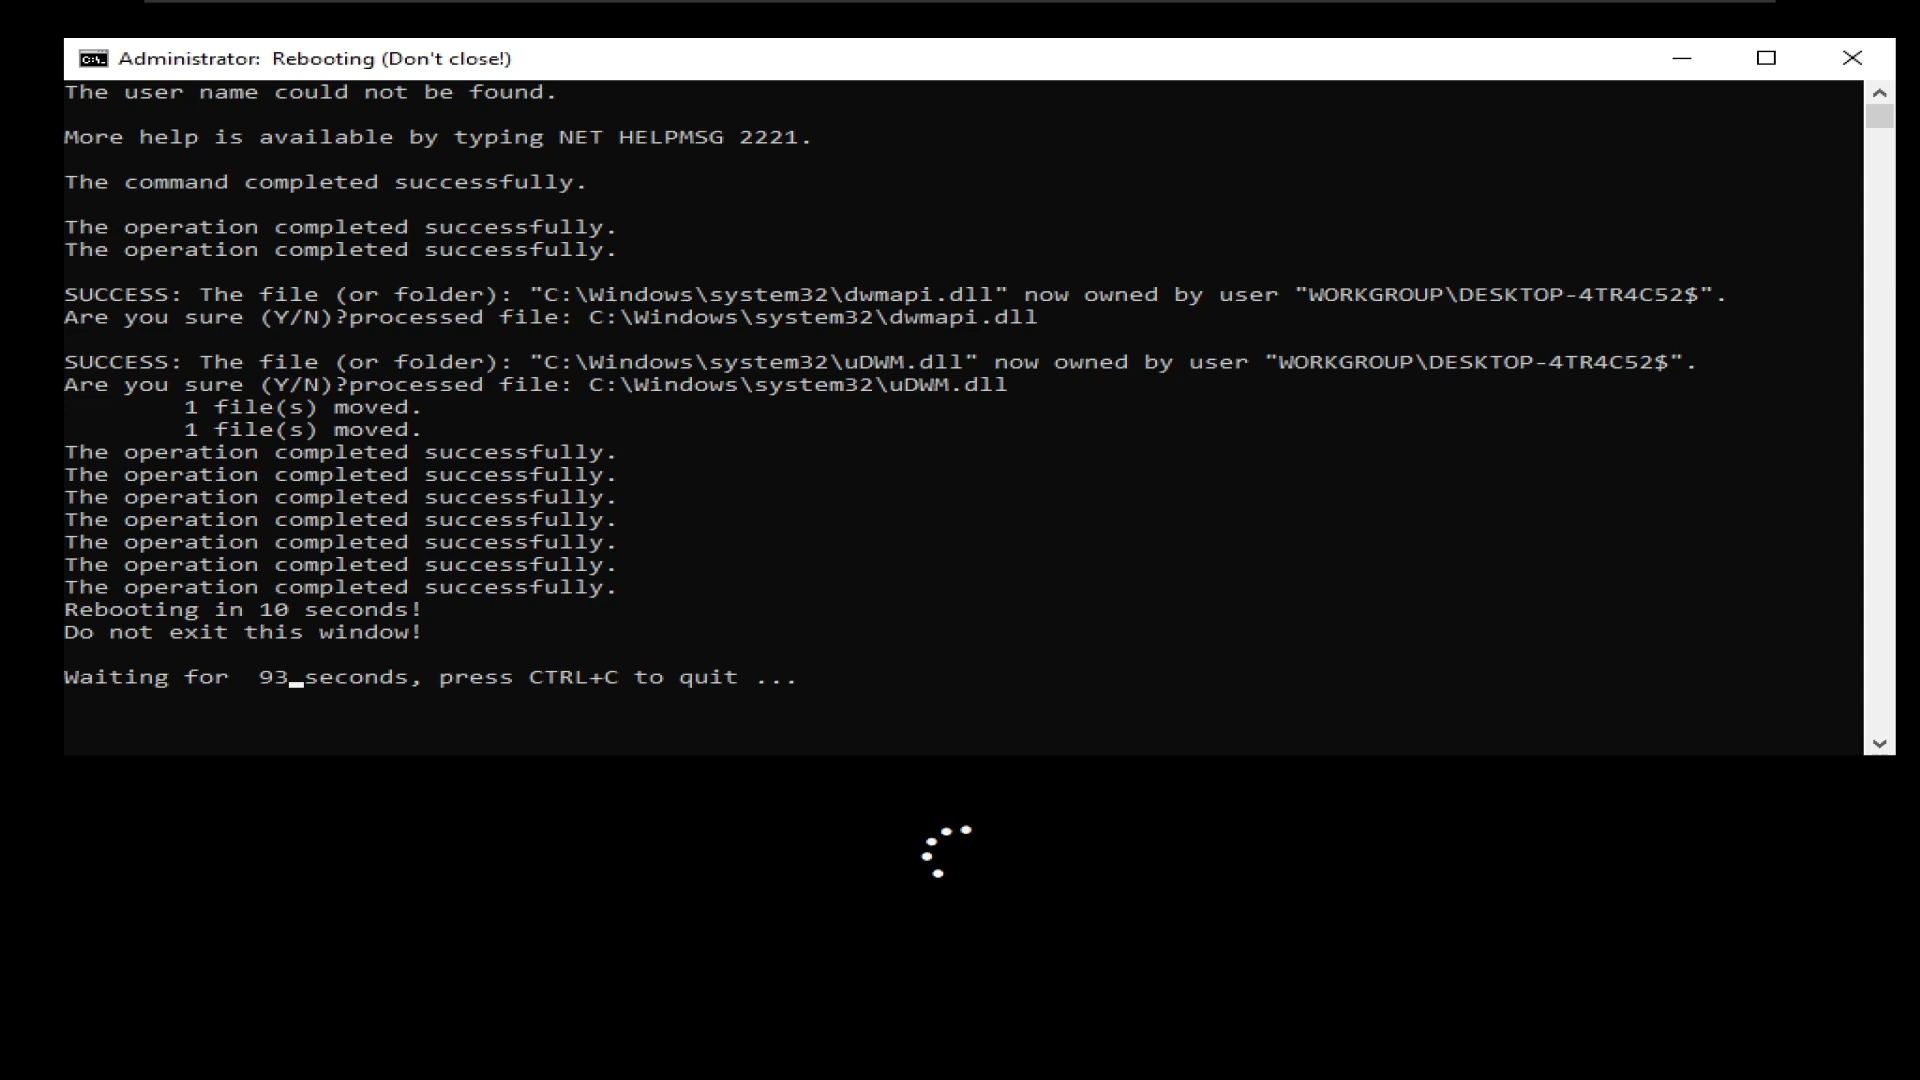 Administrator:  Rebooting (Don't close!)
The user name could not be found.
More help is available by typing NET HELPMSG 2221.
The command completed successfully.
The operation completed successfully.
The operation completed successfully.
SUCCESS: The file (or folder): "C:\Windows\system32\dwmapi.dll" now owned by user "WORKGROUP\DESKTOP-4TR4C52$".
Are you sure (Y/N)?processed file: C:\Windows\system32\dwmapi.dll
SUCCESS: The file (or folder): "C:\Windows\system32\uDWM.dll" now owned by user "WORKGROUP\DESKTOP-4TR4C52$".
Are you sure (Y/N)?processed file: C:\Windows\system32\uDWM.dll
        1 file(s) moved.
        1 file(s) moved.
The operation completed successfully.
The operation completed successfully.
The operation completed successfully.
The operation completed successfully.
The operation completed successfully.
The operation completed successfully.
The operation completed successfully.
Rebooting in 10 seconds!
Do not exit this window!
Waiting for  93 seconds, press CTRL+C to quit ...